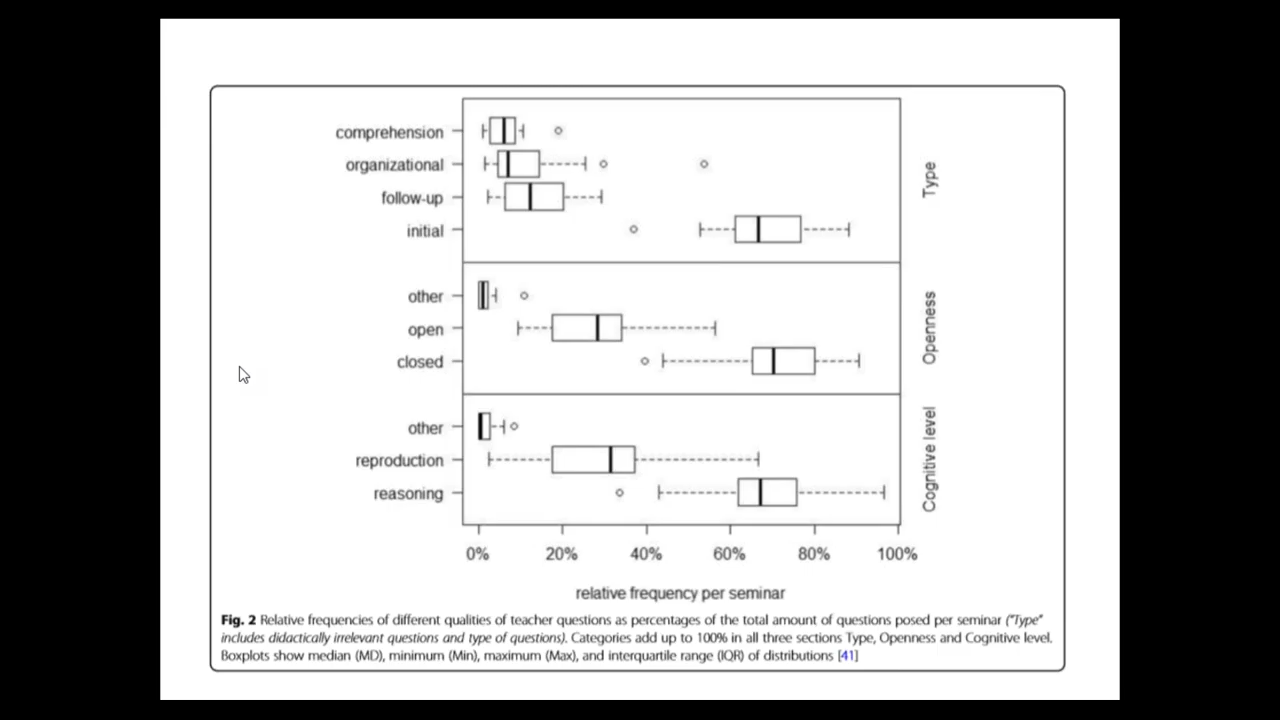 comprehension
organizational
follow-up
initial
Type
other
open
closed
Openness
other
reproduction
reasoning
Cognitive level
0% 20% 40% 60% 80% 100%
relative frequency per seminar
Fig. 2 Relative frequencies of different qualities of teacher questions as percentages of the total amount of questions posed per seminar ("Type"
includes didactically irrelevant questions and type of questions). Categories add up to 100% in all three sections Type, Openness and Cognitive level.
Boxplots show median (MD), minimum (Min), maximum (Max), and interquartile range (IQR) of distributions [41]